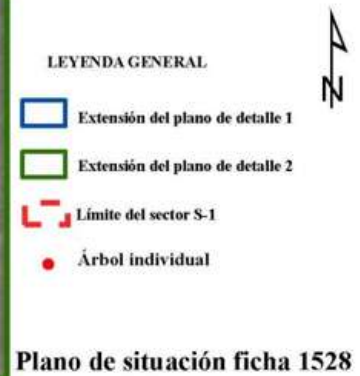 N
LEYENDA GENERAL
Extensión del plano de detalle 1
Extensión del plano de detalle 2
Límite del sector S-1
Árbol individual
Plano de situación ficha 1528